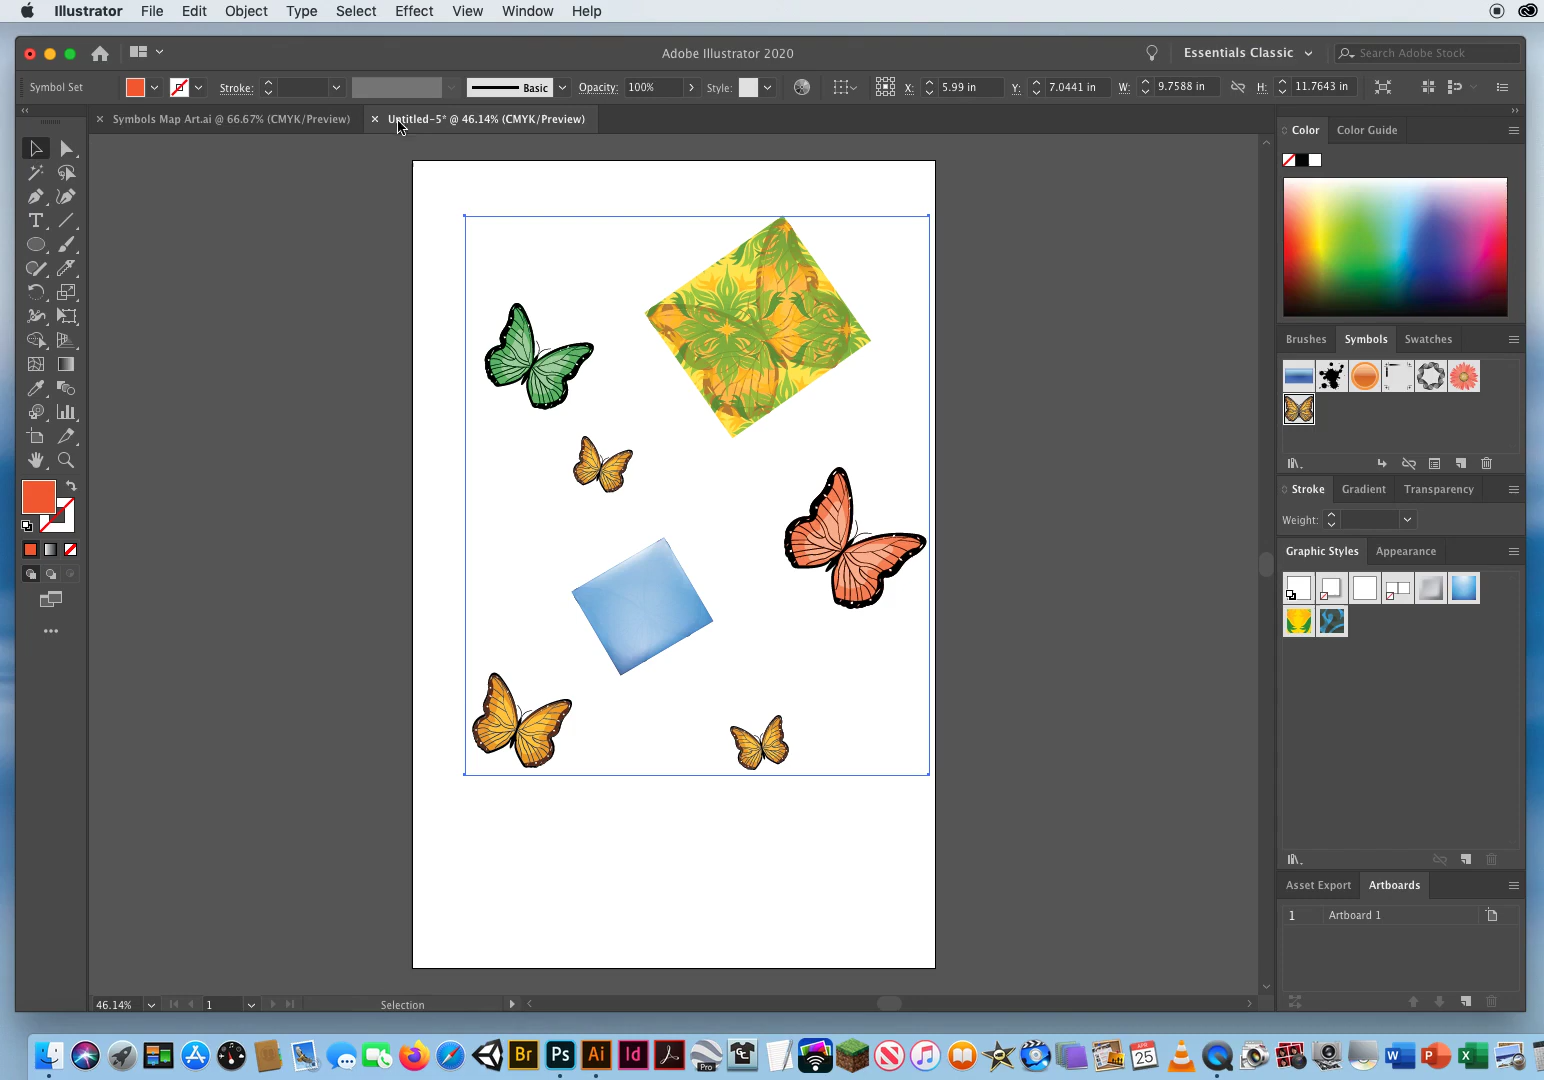 Illustrator File Edit Object Type Select Effect View Window Help
Adobe Illustrator 2020
Essentials Classic
Search Adobe Stock
Symbol Set Stroke: Basic Opacity: 100% Style: X: 5.99 in Y: 7.0441 in W: 9.7588 in H: 11.7643 in
Symbols Map Art.ai @ 66.67% (CMYK/Preview)
Untitled-5* @ 46.14% (CMYK/Preview)
Color Color Guide
Brushes Symbols Swatches
Stroke Gradient Transparency
Weight:
Graphic Styles Appearance
Asset Export Artboards
1 Artboard 1
46.14% 1 Selection
Pro Br Ps Ai Id APR 25 W P X